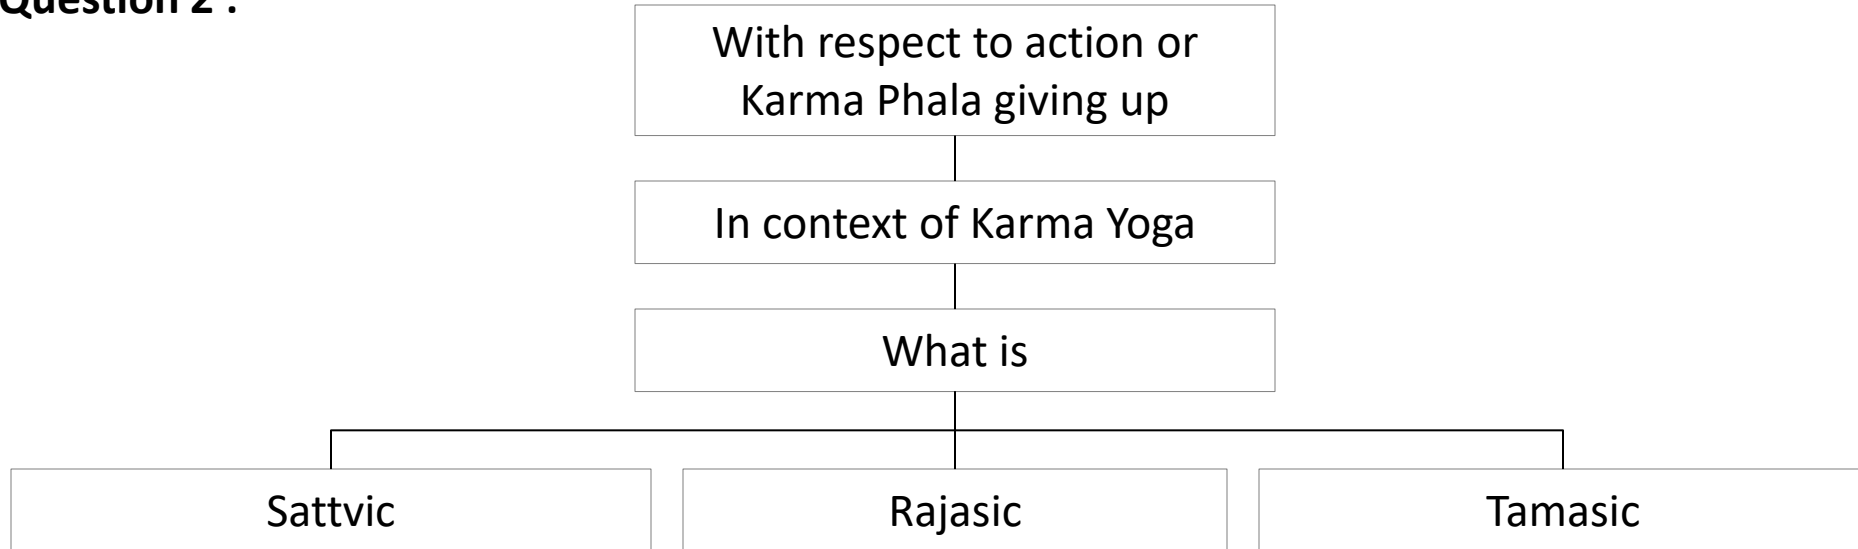 Question 2 :
With respect to action or
Karma Phala giving up
In context of Karma Yoga
What is
Sattvic
Rajasic
Tamasic